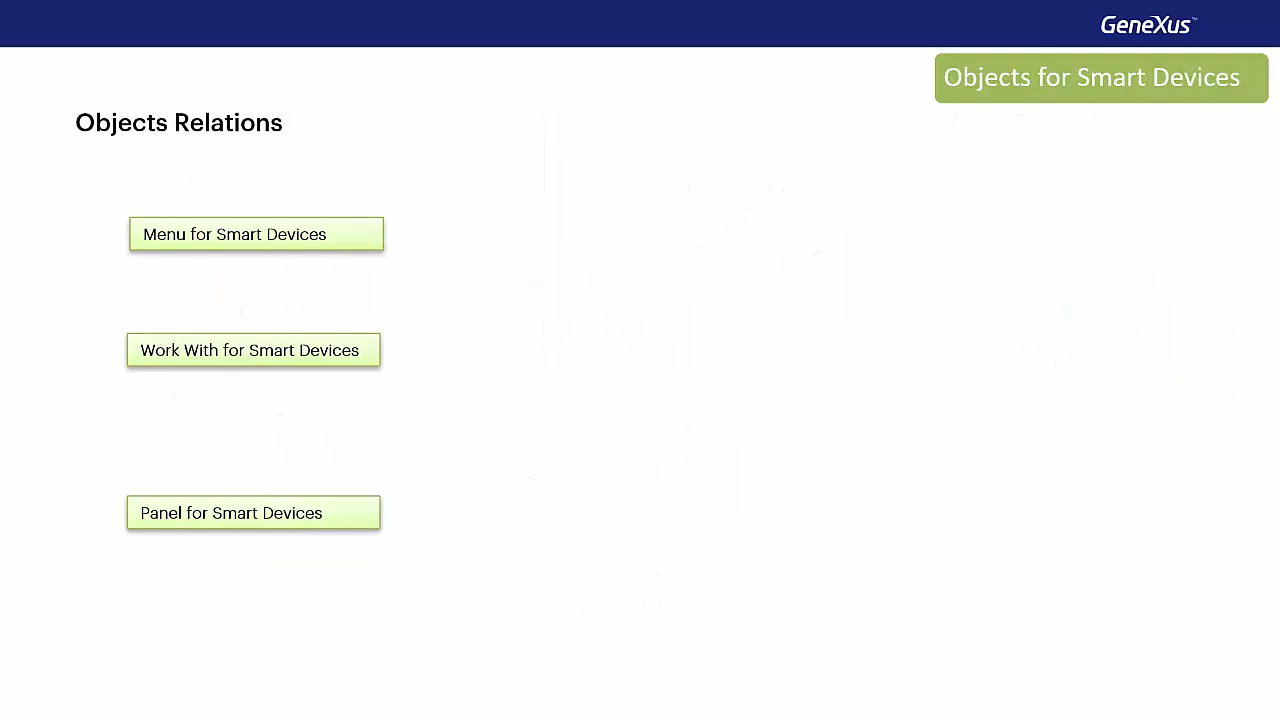 GeneXus™
Objects for Smart Devices
Objects Relations
Menu for Smart Devices
Work With for Smart Devices
Panel for Smart Devices